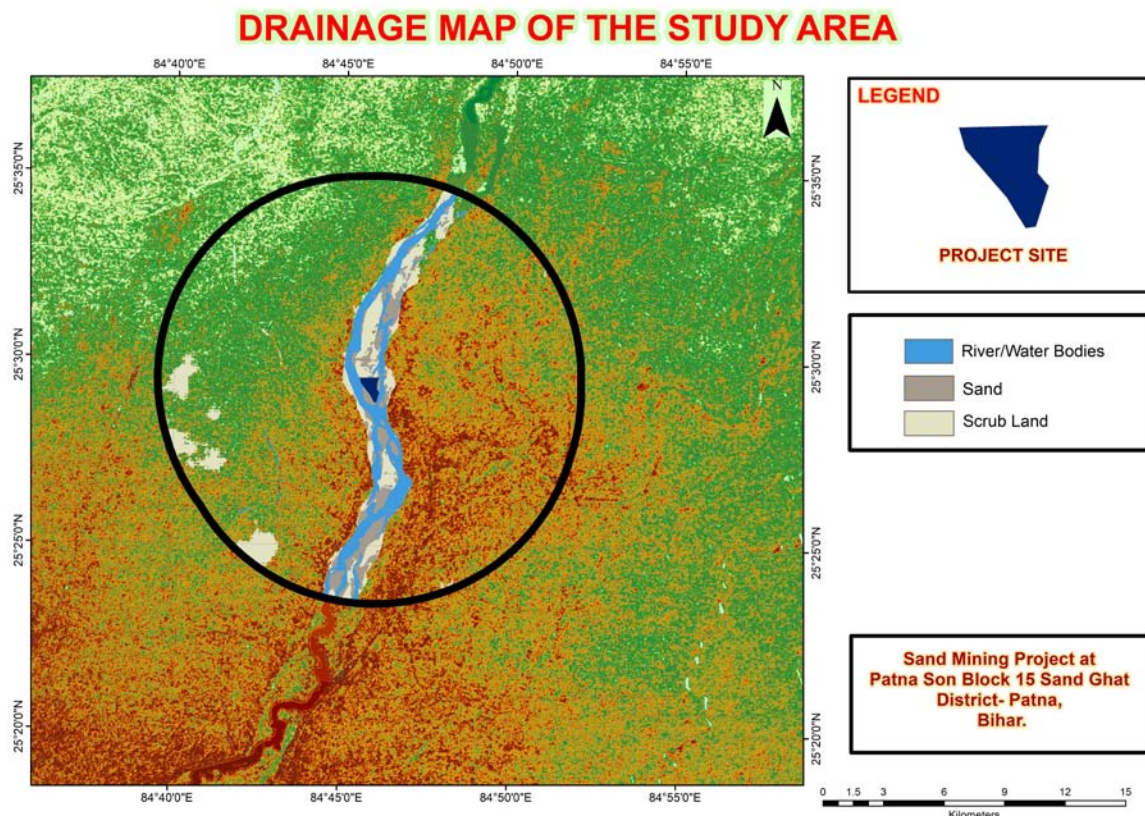 DRAINAGE MAP OF THE STUDY AREA
84°40'0"E 84°45'0"E 84°50'0"E 84°55'0"E
N
25°35'0"N
25°30'0"N
25°25'0"N
25°20'0"N
25°35'0"N
25°30'0"N
25°25'0"N
25°20'0"N
84°40'0"E 84°45'0"E 84°50'0"E 84°55'0"E
LEGEND
PROJECT SITE
River/Water Bodies
Sand
Scrub Land
Sand Mining Project at
Patna Son Block 15 Sand Ghat
District- Patna,
Bihar.
0 1.5 3 6 9 12 15
Kilometers